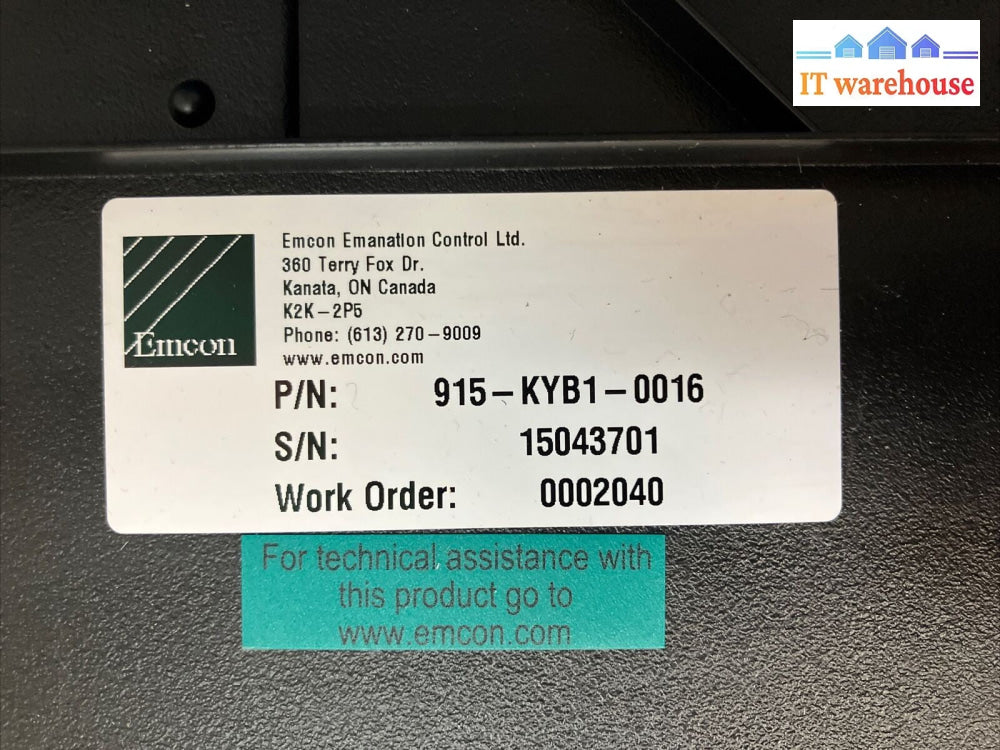 IT warehouse
Emcon Emanation Control Ltd.
360 Terry Fox Dr.
Kanata, ON Canada
K2K-2P5
Phone: (613) 270-9009
www.emcon.com
Emcon
P/N: 915-KYB1-0016
S/N: 15043701
Work Order: 0002040
For technical assistance with
this product go to
www.emcon.com